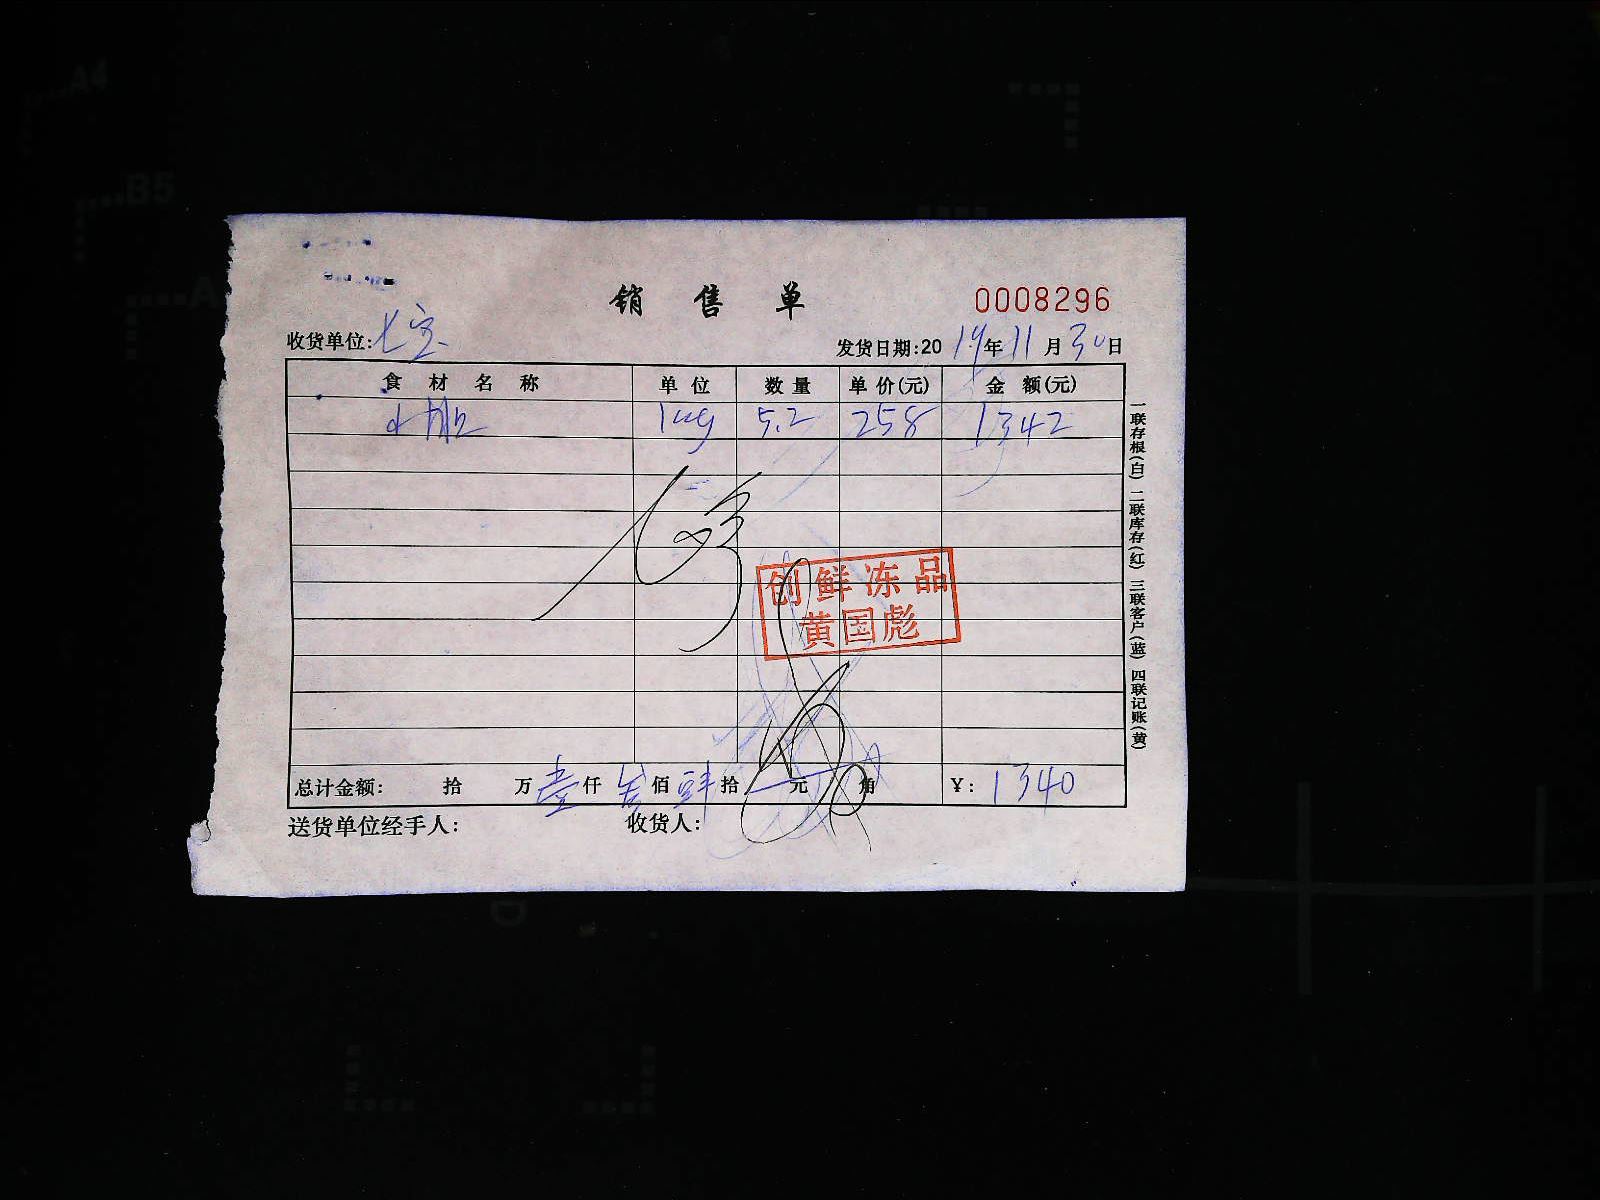 销售单
0008296
收货单位:七宝
发货日期:2019年11月30日
食材名称 单位 数量 单价(元) 金额(元)
kg 5.2 258 1342
创鲜冻品
黄国彪
总计金额: 拾 万 壹仟 叁佰 肆拾 元 角 ¥: 1340
送货单位经手人: 收货人:
一联存根(白) 二联库存(红) 三联客户(蓝) 四联记账(黄)